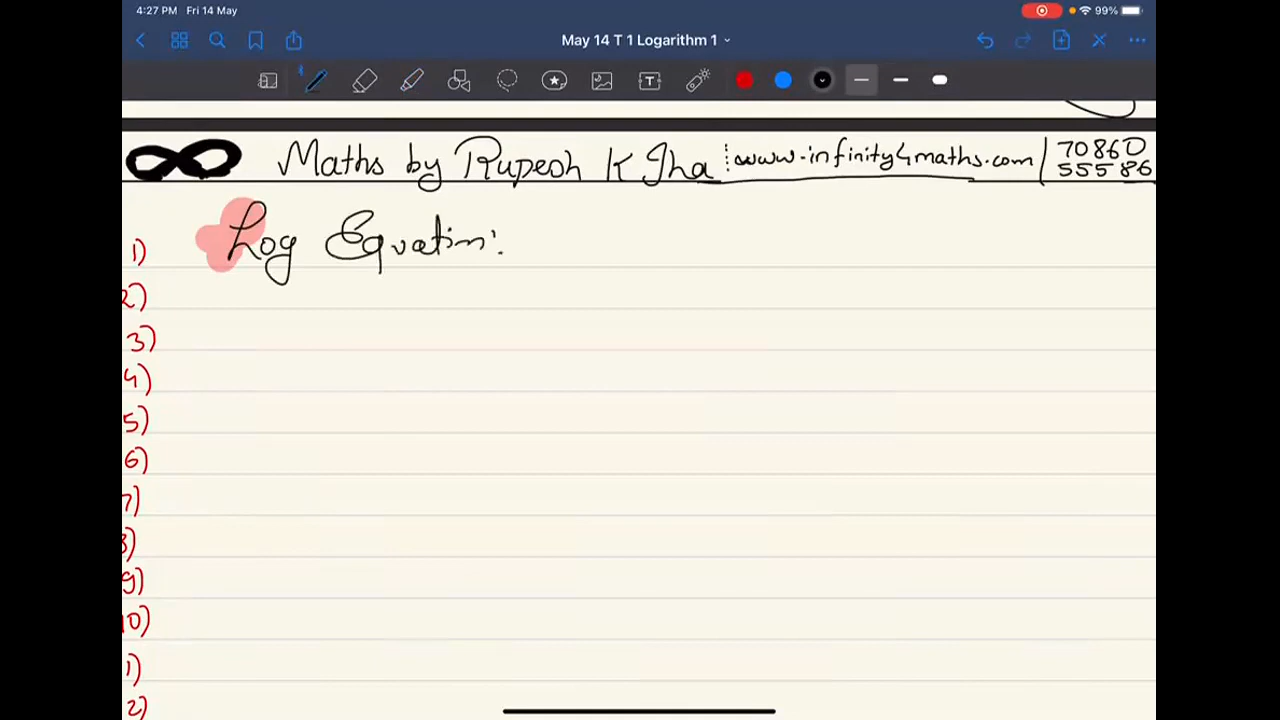 4:27 PM Fri 14 May 99%
May 14 T 1 Logarithm 1
T
∞ Maths by Rupesh K Jha www.infinity4maths.com 70860
55586
Log Equation:
1)
2)
3)
4)
5)
6)
7)
8)
9)
10)
1)
2)